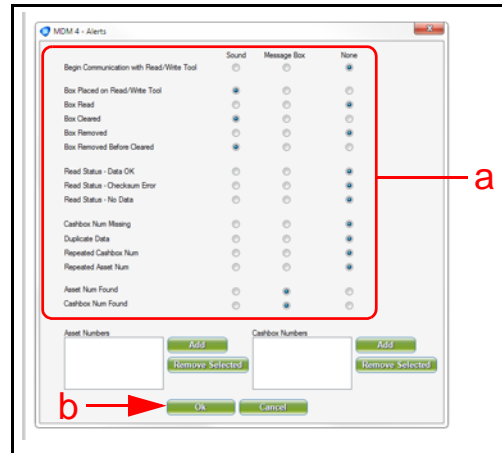 MDM 4 - Alerts
Sound Message Box None
Begin Communication with Read/Write Tool
Box Placed on Read/Write Tool
Box Read
Box Cleared
Box Removed
Box Removed Before Cleared
Read Status - Data OK
Read Status - Checksum Error
Read Status - No Data
Cashbox Num Missing
Duplicate Data
Repeated Cashbox Num
Repeated Asset Num
Asset Num Found
Cashbox Num Found
a
Asset Numbers Cashbox Numbers
Add Add
Remove Selected Remove Selected
b Ok Cancel